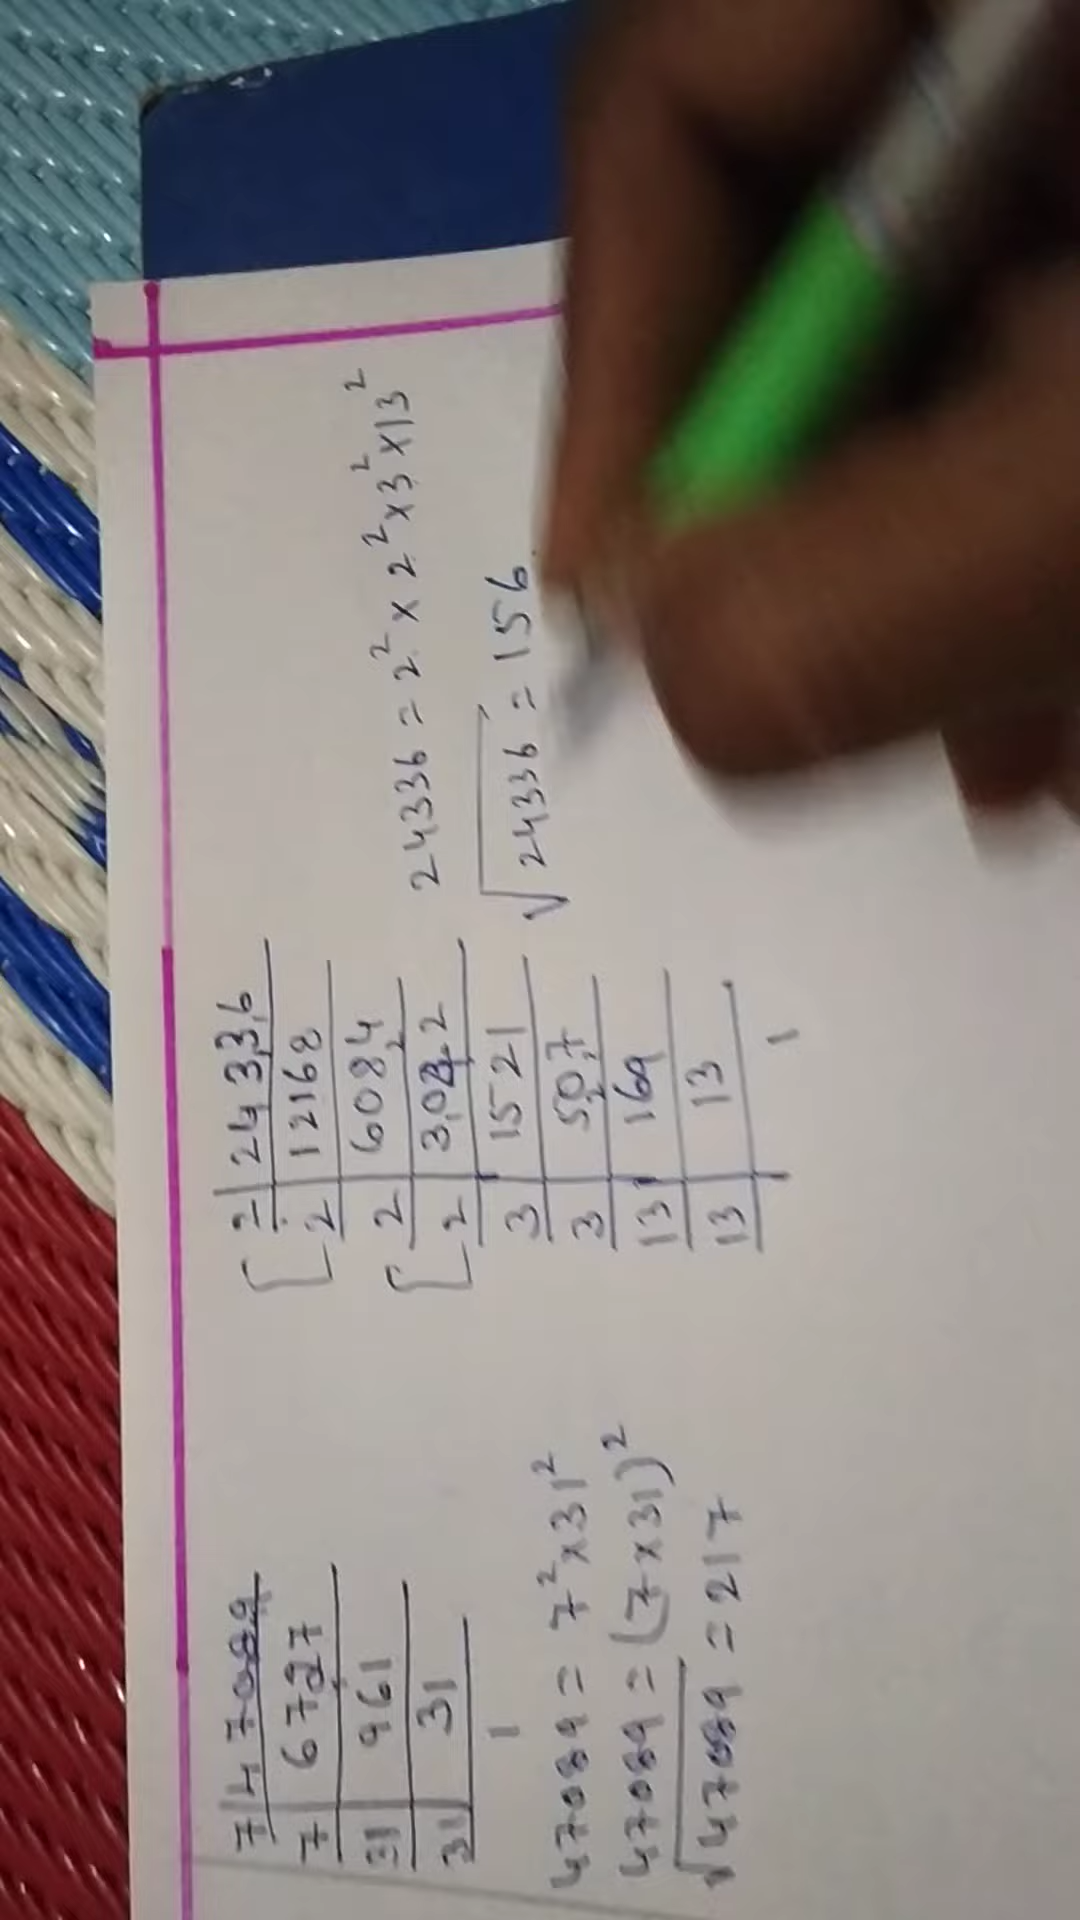 7 | 47089
7 | 6727
31 | 961
31 | 31
1
47089 = 7² × 31²
47089 = (7 × 31)²
√47089 = 217
2 | 24336
2 | 12168
2 | 6084
2 | 3042
3 | 1521
3 | 507
13 | 169
13 | 13
1
24336 = 2² × 2² × 3² × 13²
√24336 = 156